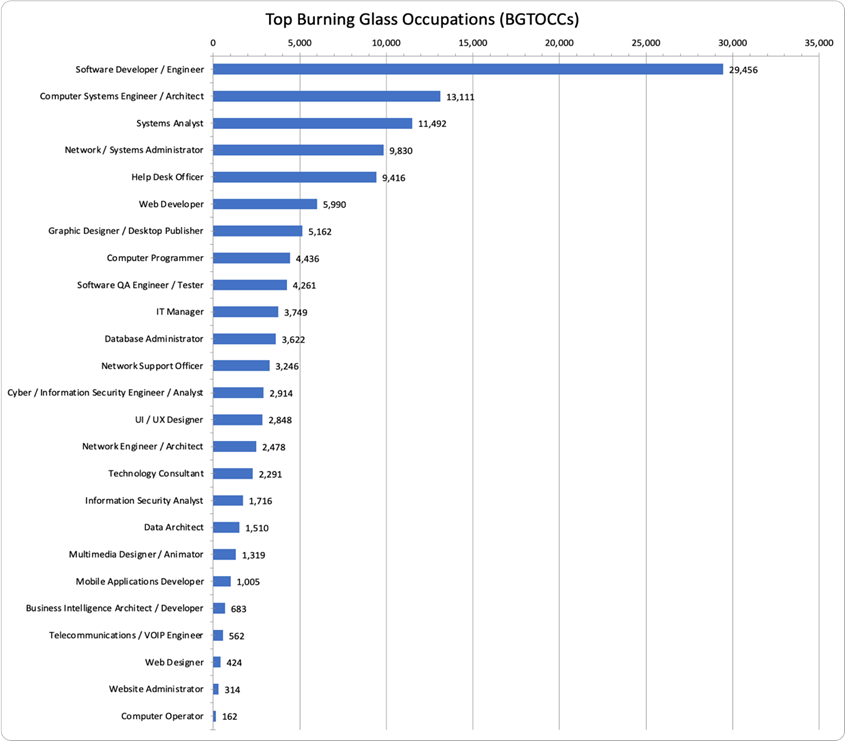 Top Burning Glass Occupations (BGTOCCs)
0 5,000 10,000 15,000 20,000 25,000 30,000 35,000
Software Developer / Engineer 29,456
Computer Systems Engineer / Architect 13,111
Systems Analyst 11,492
Network / Systems Administrator 9,830
Help Desk Officer 9,416
Web Developer 5,990
Graphic Designer / Desktop Publisher 5,162
Computer Programmer 4,436
Software QA Engineer / Tester 4,261
IT Manager 3,749
Database Administrator 3,622
Network Support Officer 3,246
Cyber / Information Security Engineer / Analyst 2,914
UI / UX Designer 2,848
Network Engineer / Architect 2,478
Technology Consultant 2,291
Information Security Analyst 1,716
Data Architect 1,510
Multimedia Designer / Animator 1,319
Mobile Applications Developer 1,005
Business Intelligence Architect / Developer 683
Telecommunications / VOIP Engineer 562
Web Designer 424
Website Administrator 314
Computer Operator 162